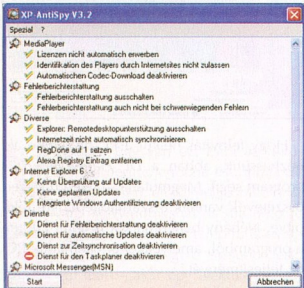 XP-AntiSpy V3.2
Spezial ?
MediaPlayer
Lizenzen nicht automatisch erwerben
Identifikation des Players durch Internetsites nicht zulassen
Automatischen Codec-Download deaktivieren
Fehlerberichterstattung
Fehlerberichterstattung ausschalten
Fehlerberichterstattung auch nicht bei schwerwiegenden Fehlern
Diverse
Explorer: Remotedesktopunterstützung ausschalten
Internetzeit nicht automatisch synchronisieren
RegDone auf 1 setzen
Alexa Registry Eintrag entfernen
Internet Explorer 6
Keine Überprüfung auf Updates
Keine geplanten Updates
Integrierte Windows Authentifizierung deaktivieren
Dienste
Dienst für Fehlerberichterstattung deaktivieren
Dienst für automatische Updates deaktivieren
Dienst zur Zeitsynchronisation deaktivieren
Dienst für den Taskplaner deaktivieren
Microsoft Messenger(MSN)
Start
Abbrechen